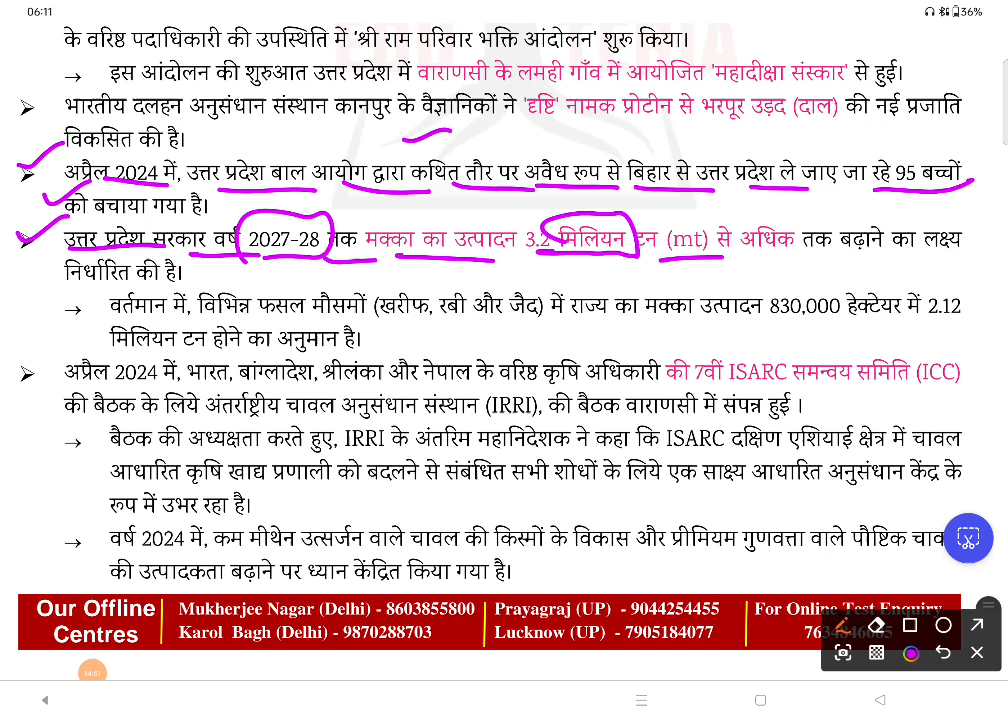 06:11
36%
के वरिष्ठ पदाधिकारी की उपस्थिति में 'श्री राम परिवार भक्ति आंदोलन' शुरू किया।
→ इस आंदोलन की शुरुआत उत्तर प्रदेश में वाराणसी के लमही गाँव में आयोजित 'महादीक्षा संस्कार' से हुई।
➢ भारतीय दलहन अनुसंधान संस्थान कानपुर के वैज्ञानिकों ने 'दृष्टि' नामक प्रोटीन से भरपूर उड़द (दाल) की नई प्रजाति
विकसित की है।
➢ अप्रैल 2024 में, उत्तर प्रदेश बाल आयोग द्वारा कथित तौर पर अवैध रूप से बिहार से उत्तर प्रदेश ले जाए जा रहे 95 बच्चों
को बचाया गया है।
➢ उत्तर प्रदेश सरकार वर्ष 2027-28 तक मक्का का उत्पादन 3.2 मिलियन टन (mt) से अधिक तक बढ़ाने का लक्ष्य
निर्धारित की है।
→ वर्तमान में, विभिन्न फसल मौसमों (खरीफ, रबी और जैद) में राज्य का मक्का उत्पादन 830,000 हेक्टेयर में 2.12
मिलियन टन होने का अनुमान है।
➢ अप्रैल 2024 में, भारत, बांग्लादेश, श्रीलंका और नेपाल के वरिष्ठ कृषि अधिकारी की 7वीं ISARC समन्वय समिति (ICC)
की बैठक के लिये अंतर्राष्ट्रीय चावल अनुसंधान संस्थान (IRRI), की बैठक वाराणसी में संपन्न हुई ।
→ बैठक की अध्यक्षता करते हुए, IRRI के अंतरिम महानिदेशक ने कहा कि ISARC दक्षिण एशियाई क्षेत्र में चावल
आधारित कृषि खाद्य प्रणाली को बदलने से संबंधित सभी शोधों के लिये एक साक्ष्य आधारित अनुसंधान केंद्र के
रूप में उभर रहा है।
→ वर्ष 2024 में, कम मीथेन उत्सर्जन वाले चावल की किस्मों के विकास और प्रीमियम गुणवत्ता वाले पौष्टिक
की उत्पादकता बढ़ाने पर ध्यान केंद्रित किया गया है।
Our Offline Centres
Mukherjee Nagar (Delhi) - 8603855800
Karol Bagh (Delhi) - 9870288703
Prayagraj (UP) - 9044254455
Lucknow (UP) - 7905184077
For Online Test Enquiry
34:51